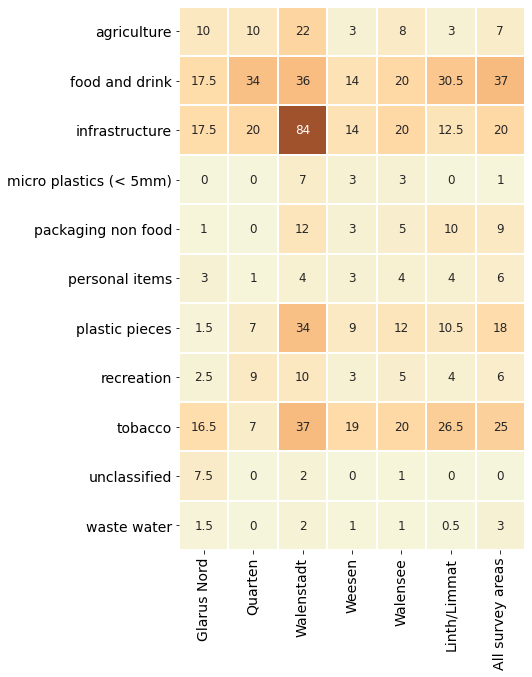 agriculture 10 10 22 3 8 3 7
food and drink 17.5 34 36 14 20 30.5 37
infrastructure 17.5 20 84 14 20 12.5 20
micro plastics (< 5mm) 0 0 7 3 3 0 1
packaging non food 1 0 12 3 5 10 9
personal items 3 1 4 3 4 4 6
plastic pieces 1.5 7 34 9 12 10.5 18
recreation 2.5 9 10 3 5 4 6
tobacco 16.5 7 37 19 20 26.5 25
unclassified 7.5 0 2 0 1 0 0
waste water 1.5 0 2 1 1 0.5 3
Glarus Nord
Quarten
Walenstadt
Weesen
Walensee
Linth/Limmat
All survey areas